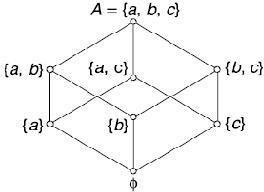 A = {a, b, c}
{a, b} {a, c} {b, c}
{a} {b} {c}
ϕ